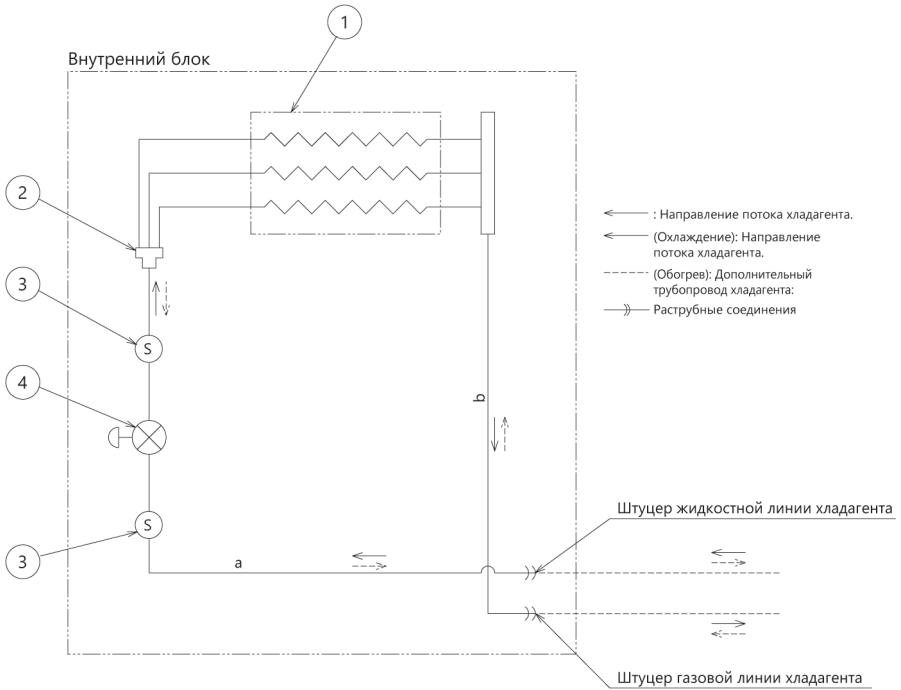 1
Внутренний блок
2
: Направление потока хладагента.
(Охлаждение): Направление
потока хладагента.
(Обогрев): Дополнительный
трубопровод хладагента:
Раструбные соединения
3
S
4
b
S
3
a
Штуцер жидкостной линии хладагента
Штуцер газовой линии хладагента